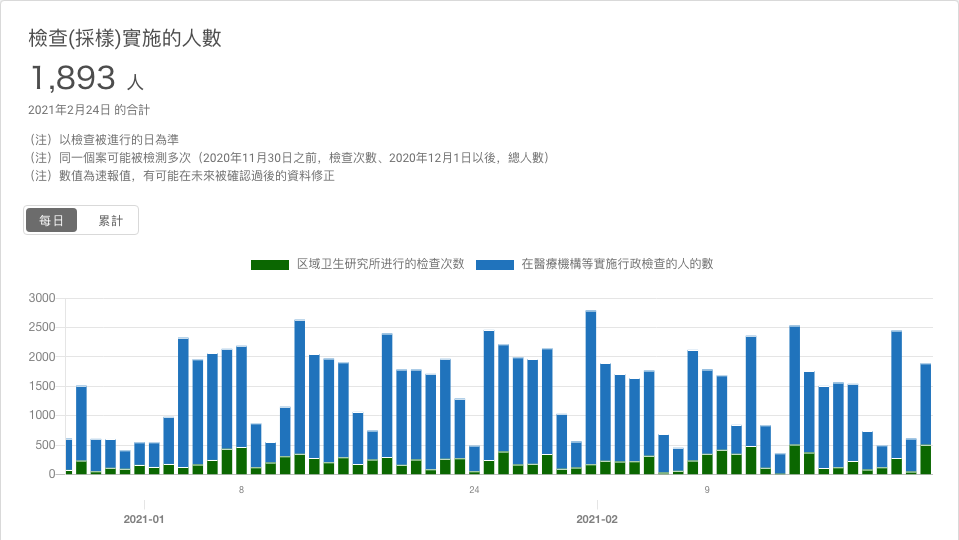 檢查(採樣)實施的人數
1,893 人
2021年2月24日 的合計
（注）以檢查被進行的日為準
（注）同一個案可能被檢測多次（2020年11月30日之前，檢查次數、2020年12月1日以後，總人數）
（注）數值為速報值，有可能在未來被確認過後的資料修正
每日 累計
区域卫生研究所进行的检查次数 在醫療機構等實施行政檢查的人的數
3000
2500
2000
1500
1000
500
0
8 24 9
2021-01 2021-02